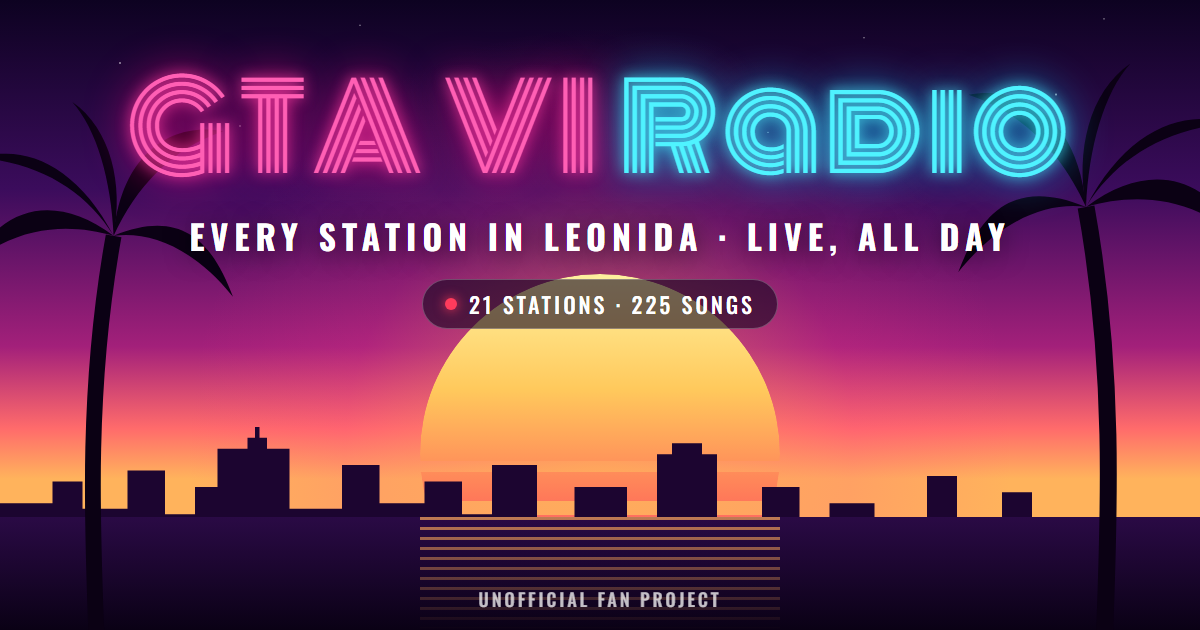 GTA VI RaDIO
EVERY STATION IN LEONIDA · LIVE, ALL DAY
21 STATIONS · 225 SONGS
UNOFFICIAL FAN PROJECT